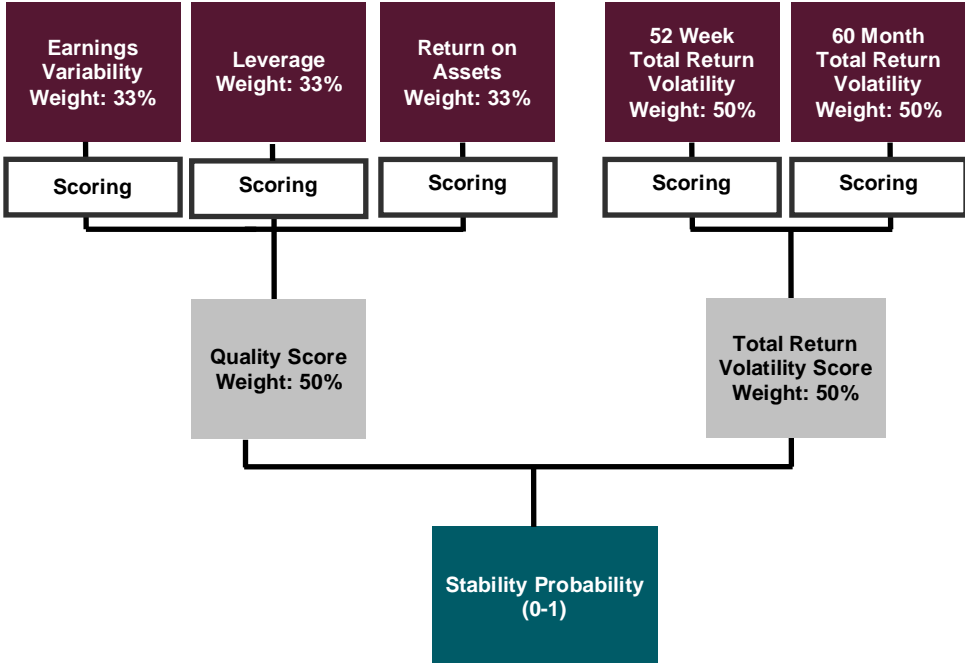 Earnings
Variability
Weight: 33%
Leverage
Weight: 33%
Return on
Assets
Weight: 33%
52 Week
Total Return
Volatility
Weight: 50%
60 Month
Total Return
Volatility
Weight: 50%
Scoring
Scoring
Scoring
Scoring
Scoring
Quality Score
Weight: 50%
Total Return
Volatility Score
Weight: 50%
Stability Probability
(0-1)